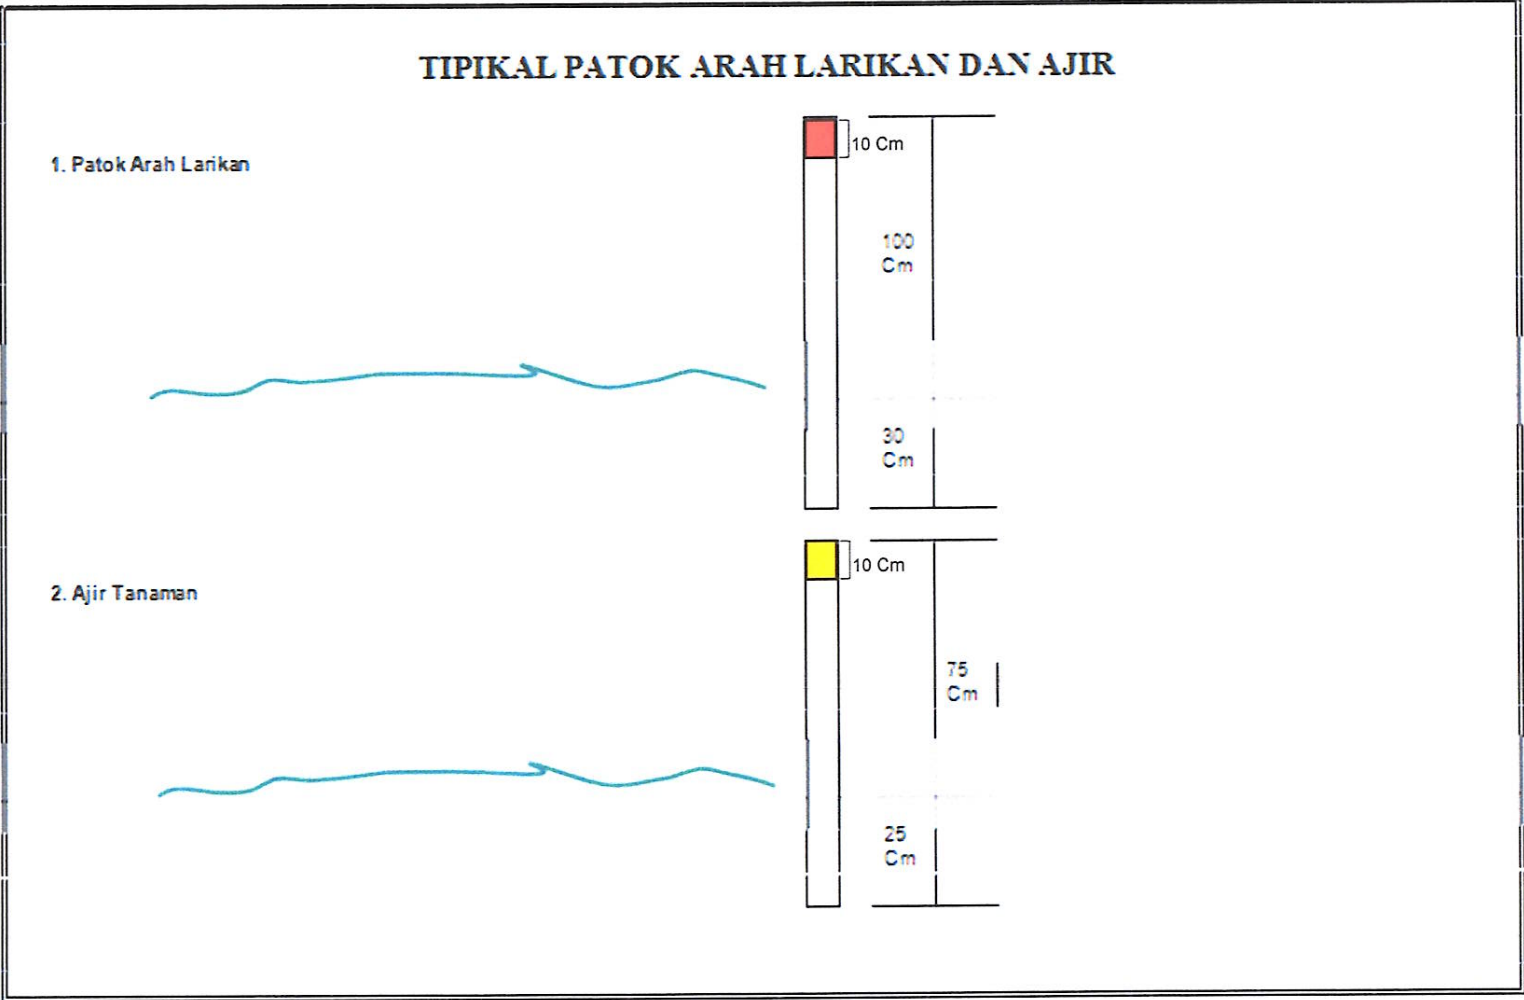 TIPIKAL PATOK ARAH LARIKAN DAN AJIR
1. Patok Arah Larikan
10 Cm
100
Cm
30
Cm
2. Ajir Tanaman
10 Cm
75
Cm
25
Cm